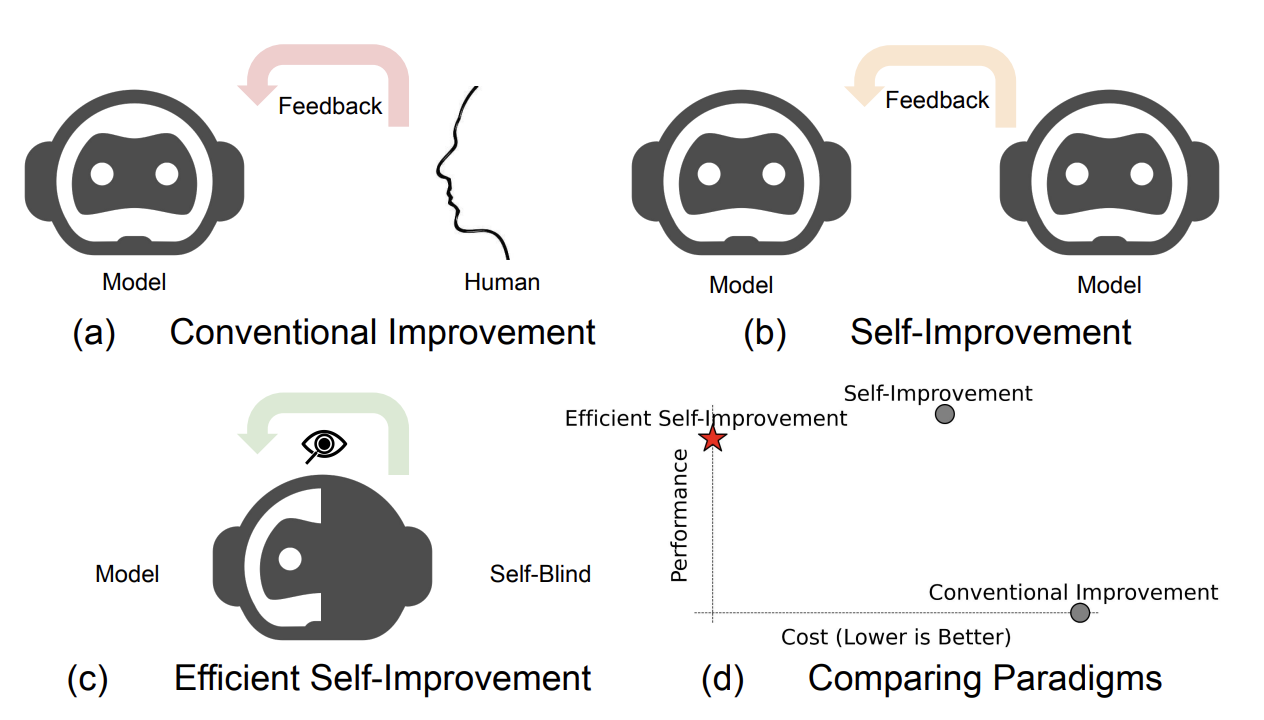 Feedback
Model
Human
(a) Conventional Improvement
Feedback
Model
Model
(b) Self-Improvement
Model
Self-Blind
(c) Efficient Self-Improvement
Self-Improvement
Efficient Self-Improvement
Performance
Conventional Improvement
Cost (Lower is Better)
(d) Comparing Paradigms